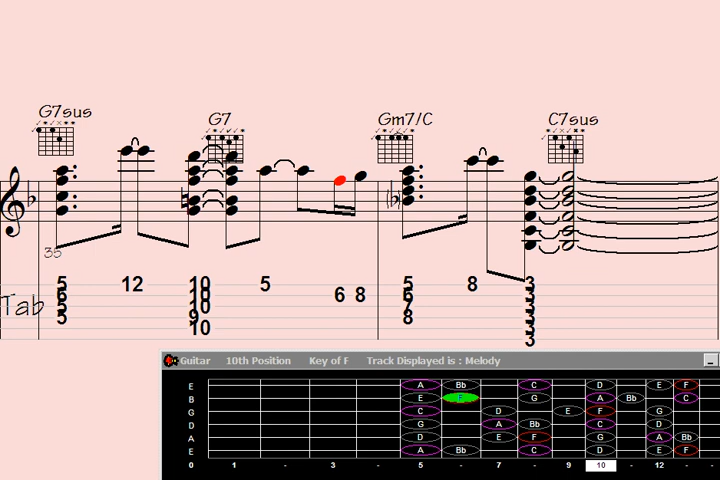 G7sus G7 Gm7/C C7sus
35
5 12 10 5 5 8 3
6 10 6 8 5 3
5 10 7 3
5 9 8 3
10 3
3
Tab
Guitar 10th Position Key of F Track Displayed is : Melody
E A Bb C D E F
B E G A Bb C
G C D E F G
D G A Bb C D
A D E F G A Bb
E A Bb C D E F
0 1 - 3 - 5 - 7 - 9 10 - 12 - -